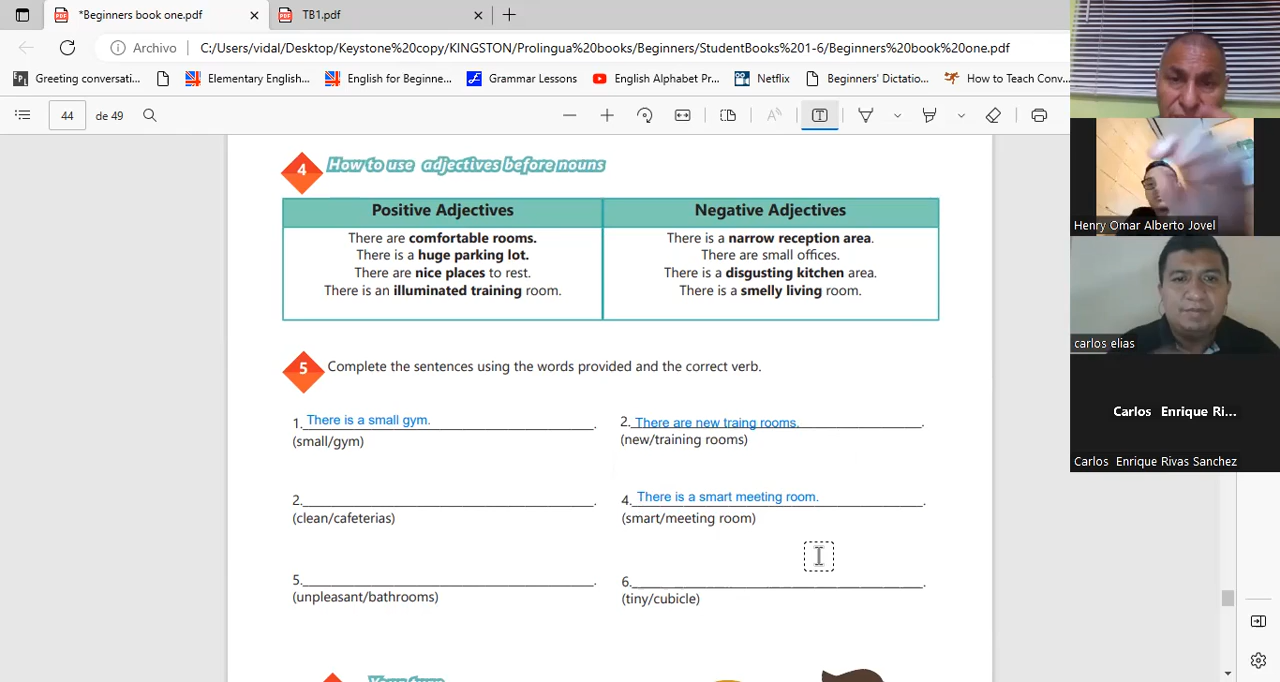 *Beginners book one.pdf
TB1.pdf
Archivo
C:/Users/vidal/Desktop/Keystone%20copy/KINGSTON/Prolingua%20books/Beginners/StudentBooks%201-6/Beginners%20book%20one.pdf
Greeting conversati...
Elementary English...
English for Beginne...
Grammar Lessons
English Alphabet Pr...
Netflix
Beginners' Dictatio...
How to Teach Conv...
44
de 49
4 How to use adjectives before nouns
Positive Adjectives
There are comfortable rooms.
There is a huge parking lot.
There are nice places to rest.
There is an illuminated training room.
Negative Adjectives
There is a narrow reception area.
There are small offices.
There is a disgusting kitchen area.
There is a smelly living room.
5 Complete the sentences using the words provided and the correct verb.
1. There is a small gym.
(small/gym)
2. There are new traing rooms.
(new/training rooms)
2.
(clean/cafeterias)
4. There is a smart meeting room.
(smart/meeting room)
5.
(unpleasant/bathrooms)
6.
(tiny/cubicle)
Your turn
Henry Omar Alberto Jovel
carlos elias
Carlos Enrique Ri...
Carlos Enrique Rivas Sanchez